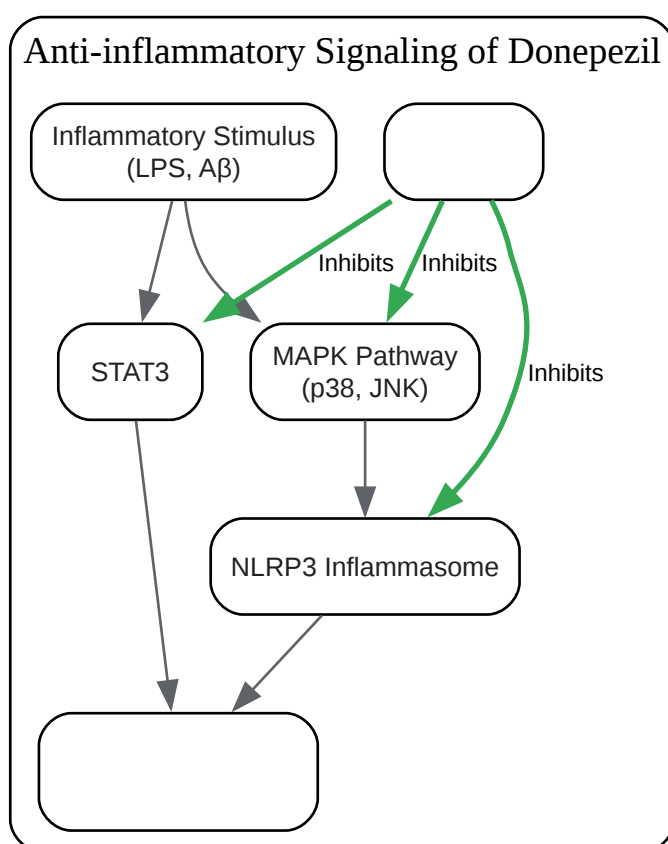 Anti-inflammatory Signaling of Donepezil
Inflammatory Stimulus
(LPS, Aβ)
Inhibits
Inhibits
STAT3
MAPK Pathway
(p38, JNK)
Inhibits
NLRP3 Inflammasome